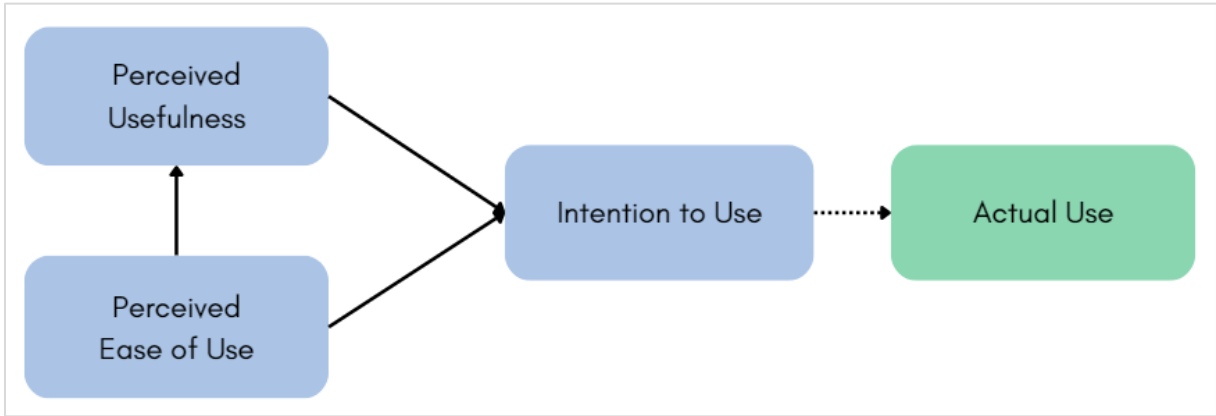 Perceived
Usefulness
Perceived
Ease of Use
Intention to Use
Actual Use